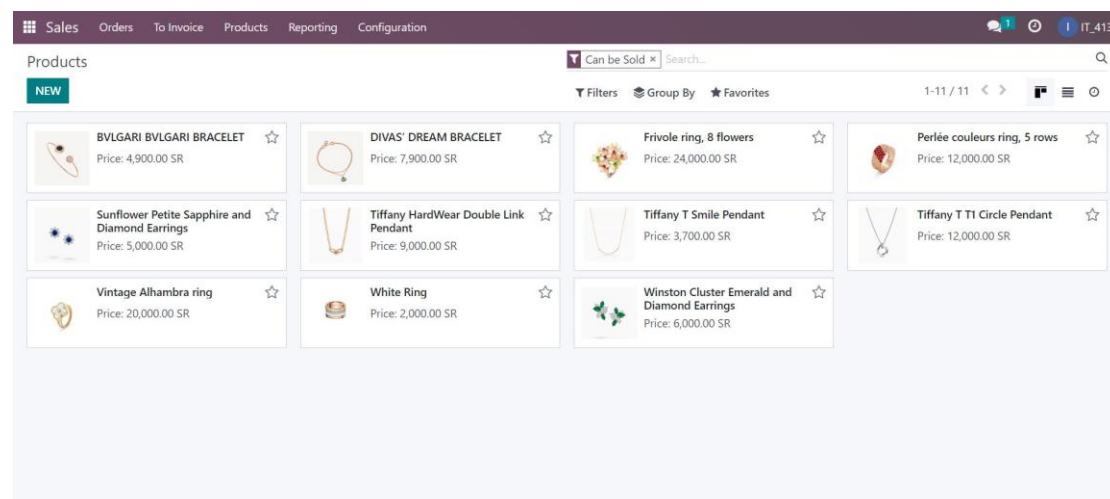 Sales Orders To Invoice Products Reporting Configuration 1 I IT_413
Products Can be Sold × Search...
NEW Filters Group By Favorites 1-11 / 11
BVLGARI BVLGARI BRACELET
Price: 4,900.00 SR
DIVAS' DREAM BRACELET
Price: 7,900.00 SR
Frivole ring, 8 flowers
Price: 24,000.00 SR
Perlée couleurs ring, 5 rows
Price: 12,000.00 SR
Sunflower Petite Sapphire and
Diamond Earrings
Price: 5,000.00 SR
Tiffany HardWear Double Link
Pendant
Price: 9,000.00 SR
Tiffany T Smile Pendant
Price: 3,700.00 SR
Tiffany T T1 Circle Pendant
Price: 12,000.00 SR
Vintage Alhambra ring
Price: 20,000.00 SR
White Ring
Price: 2,000.00 SR
Winston Cluster Emerald and
Diamond Earrings
Price: 6,000.00 SR